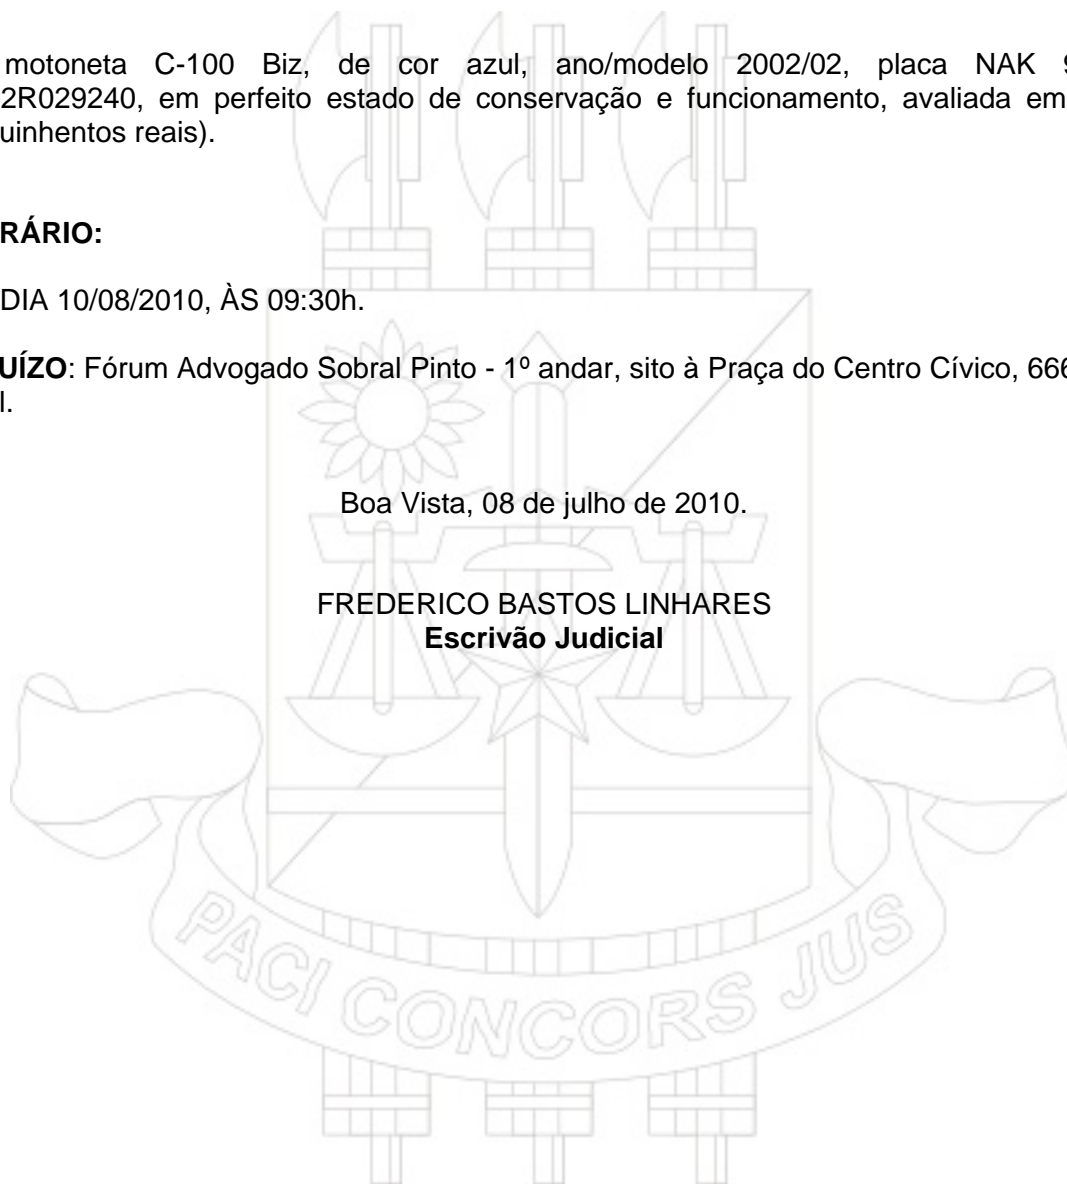 motoneta C-100 Biz, de cor azul, ano/modelo 2002/02, placa NAK 9
2R029240, em perfeito estado de conservação e funcionamento, avaliada em
uinhentos reais).
RÁRIO:
DIA 10/08/2010, ÀS 09:30h.
UÍZO: Fórum Advogado Sobral Pinto - 1º andar, sito à Praça do Centro Cívico, 666
l.
Boa Vista, 08 de julho de 2010.
FREDERICO BASTOS LINHARES
Escrivão Judicial
PACI CONCORS JUS